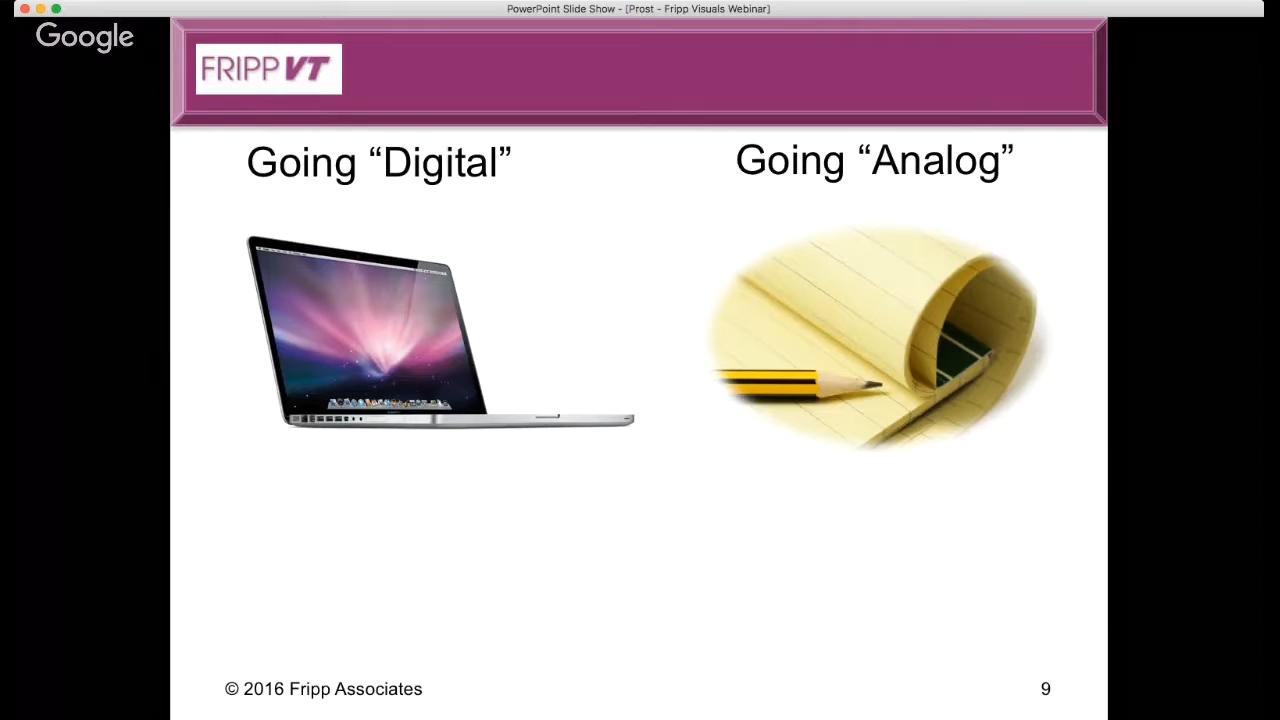 PowerPoint Slide Show - [Prost - Fripp Visuals Webinar]
Google
FRIPP VT
Going “Digital”
Going “Analog”
© 2016 Fripp Associates
9